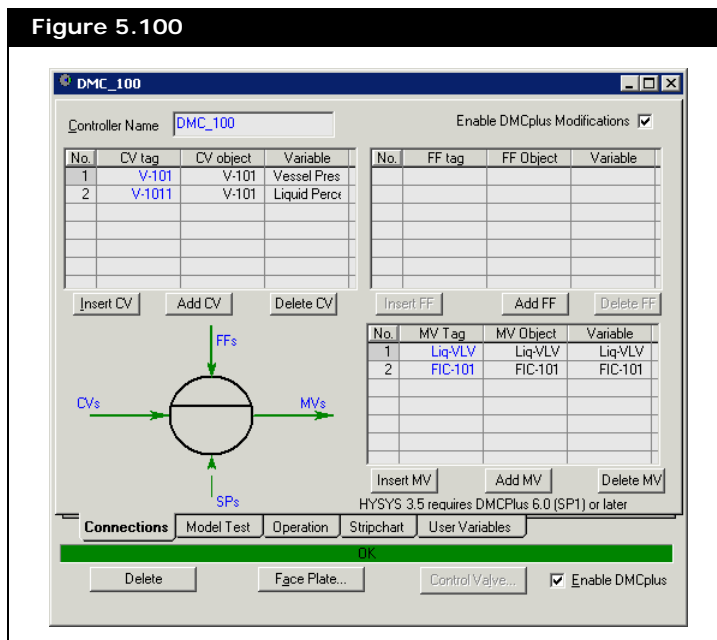 Figure 5.100
DMC_100
Controller Name DMC_100 Enable DMCplus Modifications
No. CV tag CV object Variable No. FF tag FF Object Variable
1 V-101 V-101 Vessel Pres
2 V-1011 V-101 Liquid Perce
Insert CV Add CV Delete CV Insert FF Add FF Delete FF
FFs
No. MV Tag MV Object Variable
1 Liq-VLV Liq-VLV Liq-VLV
2 FIC-101 FIC-101 FIC-101
CVs MVs
Insert MV Add MV Delete MV
SPs
HYSYS 3.5 requires DMCPlus 6.0 (SP1) or later
Connections Model Test Operation Stripchart User Variables
OK
Delete Face Plate... Control Valve... Enable DMCplus